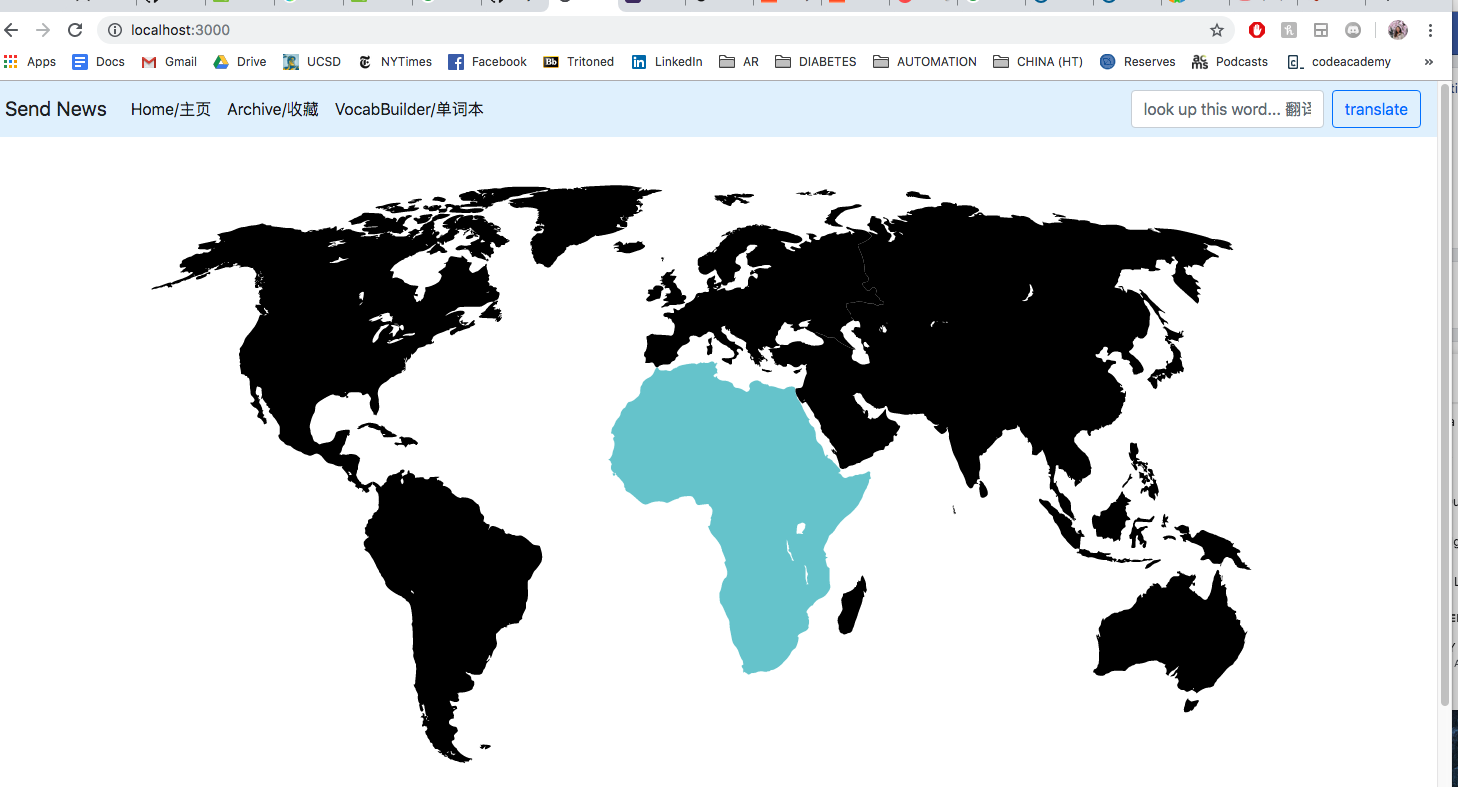 localhost:3000
Apps Docs Gmail Drive UCSD NYTimes Facebook Bb Tritoned LinkedIn AR DIABETES AUTOMATION CHINA (HT) Reserves Podcasts codeacademy »
Send News Home/主页 Archive/收藏 VocabBuilder/单词本 look up this word... 翻译 translate